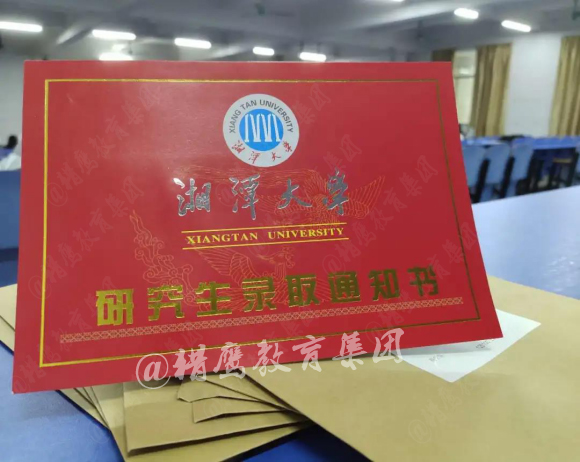 XIANG TAN UNIVERSITY
湘潭大学
湘潭大学
XIANGTAN UNIVERSITY
研究生录取通知书
@精鹰教育集团